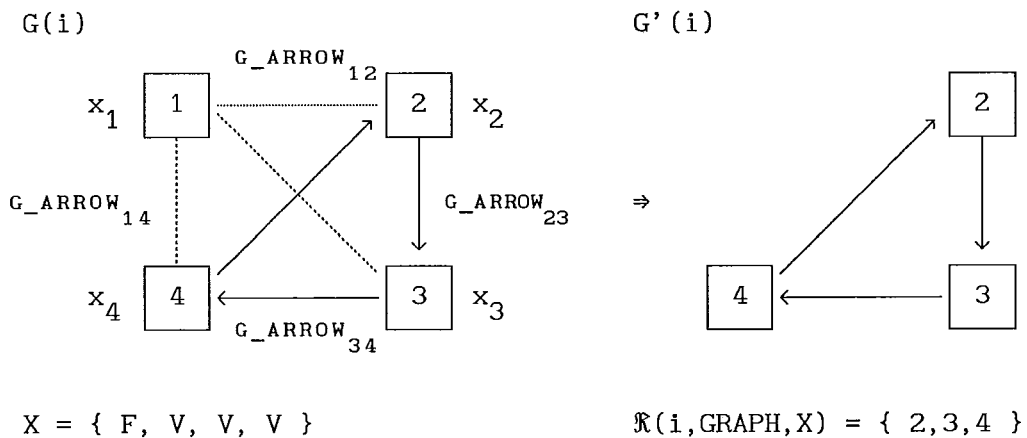 G(i) G'(i)
G_ARROW12
x1 1 2 x2 2
G_ARROW14 G_ARROW23 ⇒
x4 4 3 x3 4 3
G_ARROW34
X = { F, V, V, V } ℜ(i,GRAPH,X) = { 2,3,4 }